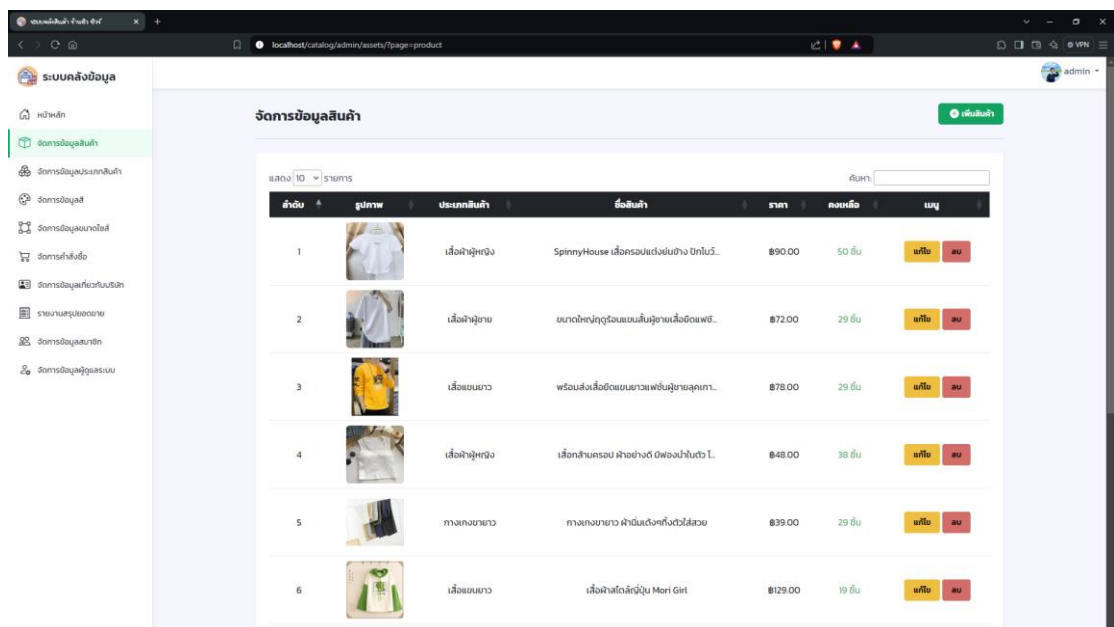 ระบบคลังสินค้า ร้านชัว ชัวร์
localhost/catalog/admin/assets/?page=product
VPN
ระบบคลังข้อมูล
admin
หน้าหลัก
จัดการข้อมูลสินค้า
จัดการข้อมูลประเภทสินค้า
จัดการข้อมูลสี
จัดการข้อมูลขนาดไซส์
จัดการคำสั่งซื้อ
จัดการข้อมูลเกี่ยวกับบริษัท
รายงานสรุปยอดขาย
จัดการข้อมูลสมาชิก
จัดการข้อมูลผู้ดูแลระบบ
จัดการข้อมูลสินค้า
เพิ่มสินค้า
แสดง 10 รายการ
ค้นหา:
ลำดับ รูปภาพ ประเภทสินค้า ชื่อสินค้า ราคา คงเหลือ เมนู
1 เสื้อผ้าผู้หญิง SpinnyHouse เสื้อครอปแต่งย่นข้าง ปักโบว์... ฿90.00 50 ชิ้น แก้ไข ลบ
2 เสื้อผ้าผู้ชาย ขนาดใหญ่ฤดูร้อนแขนสั้นผู้ชายเสื้อยืดแฟชั... ฿72.00 29 ชิ้น แก้ไข ลบ
3 เสื้อแขนยาว พร้อมส่งเสื้อยืดแขนยาวแฟชั่นผู้ชายลุคเกา... ฿78.00 29 ชิ้น แก้ไข ลบ
4 เสื้อผ้าผู้หญิง เสื้อกล้ามครอป ผ้าอย่างดี มีฟองน้ำในตัว ใ... ฿48.00 38 ชิ้น แก้ไข ลบ
5 กางเกงขายาว กางเกงขายาว ผ้านิ่มเด้งๆทิ้งตัวใส่สวย ฿39.00 29 ชิ้น แก้ไข ลบ
6 เสื้อแขนยาว เสื้อผ้าสไตล์ญี่ปุ่น Mori Girl ฿129.00 19 ชิ้น แก้ไข ลบ